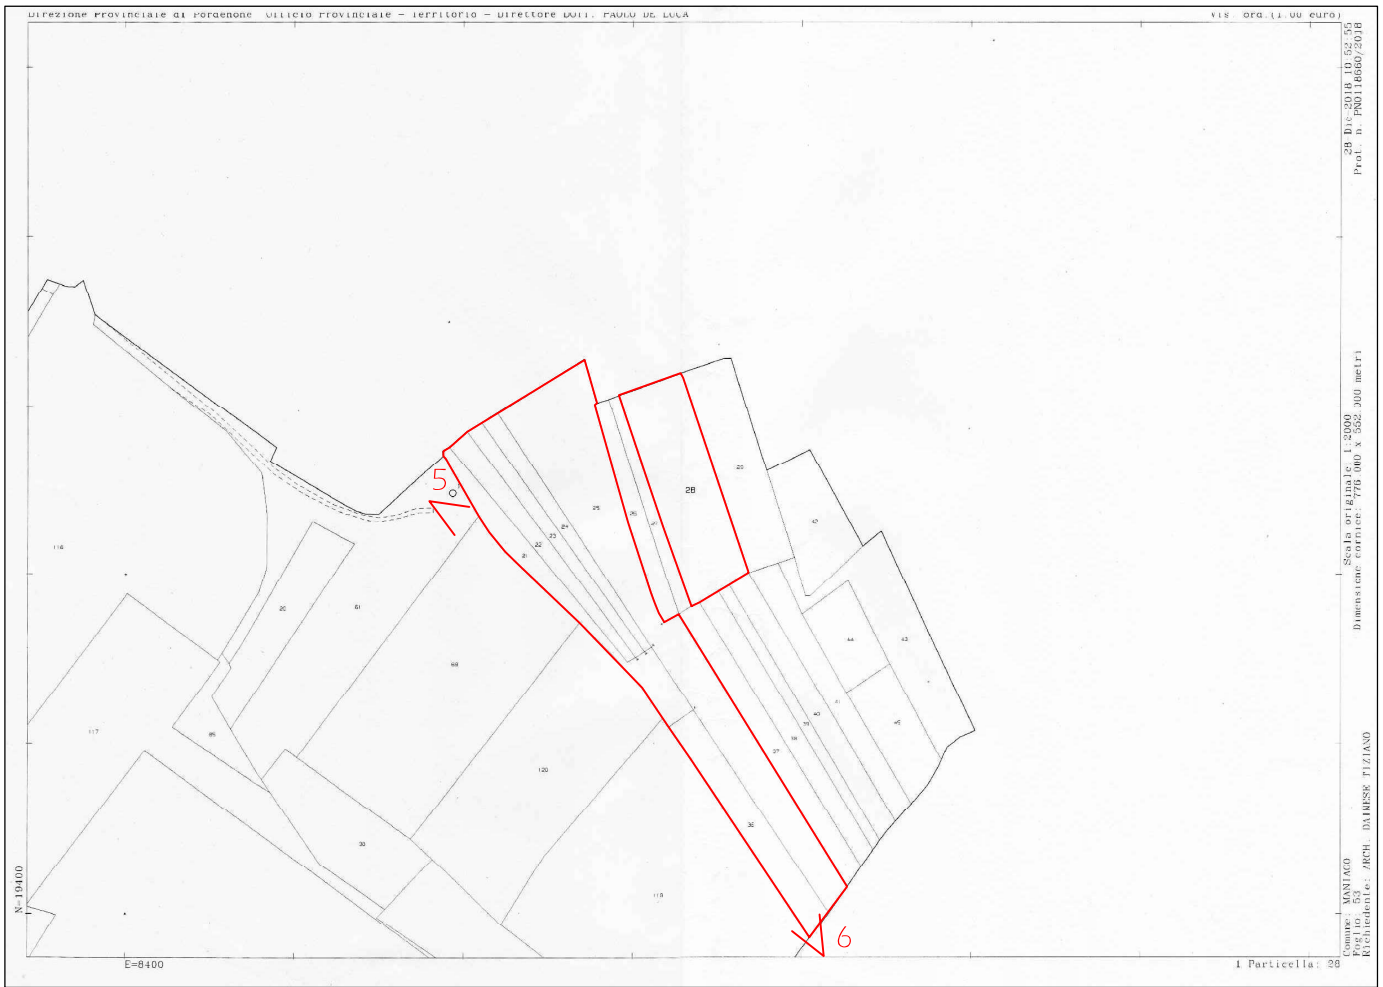 Direzione Provinciale di Pordenone Ufficio Provinciale - Territorio - Direttore DOTT. PAOLO DE LUCA
Vis. ord.(1.00 euro)
28 Dic-2018 10:52:55
Prot. n. PN0118660/2018
Scala originale: 1:2000
Dimensione cornice: 776.000 x 552.000 metri
Comune: MANIAGO
Foglio: 53
Richiedente: ARCH. DAINESE TIZIANO
1 Particella: 28
N=19400
E=8400
5
6
28
29
25
26
24
23
22
21
116
20
61
68
117
85
30
120
115
36
37
38
39
40
41
42
43
44
45